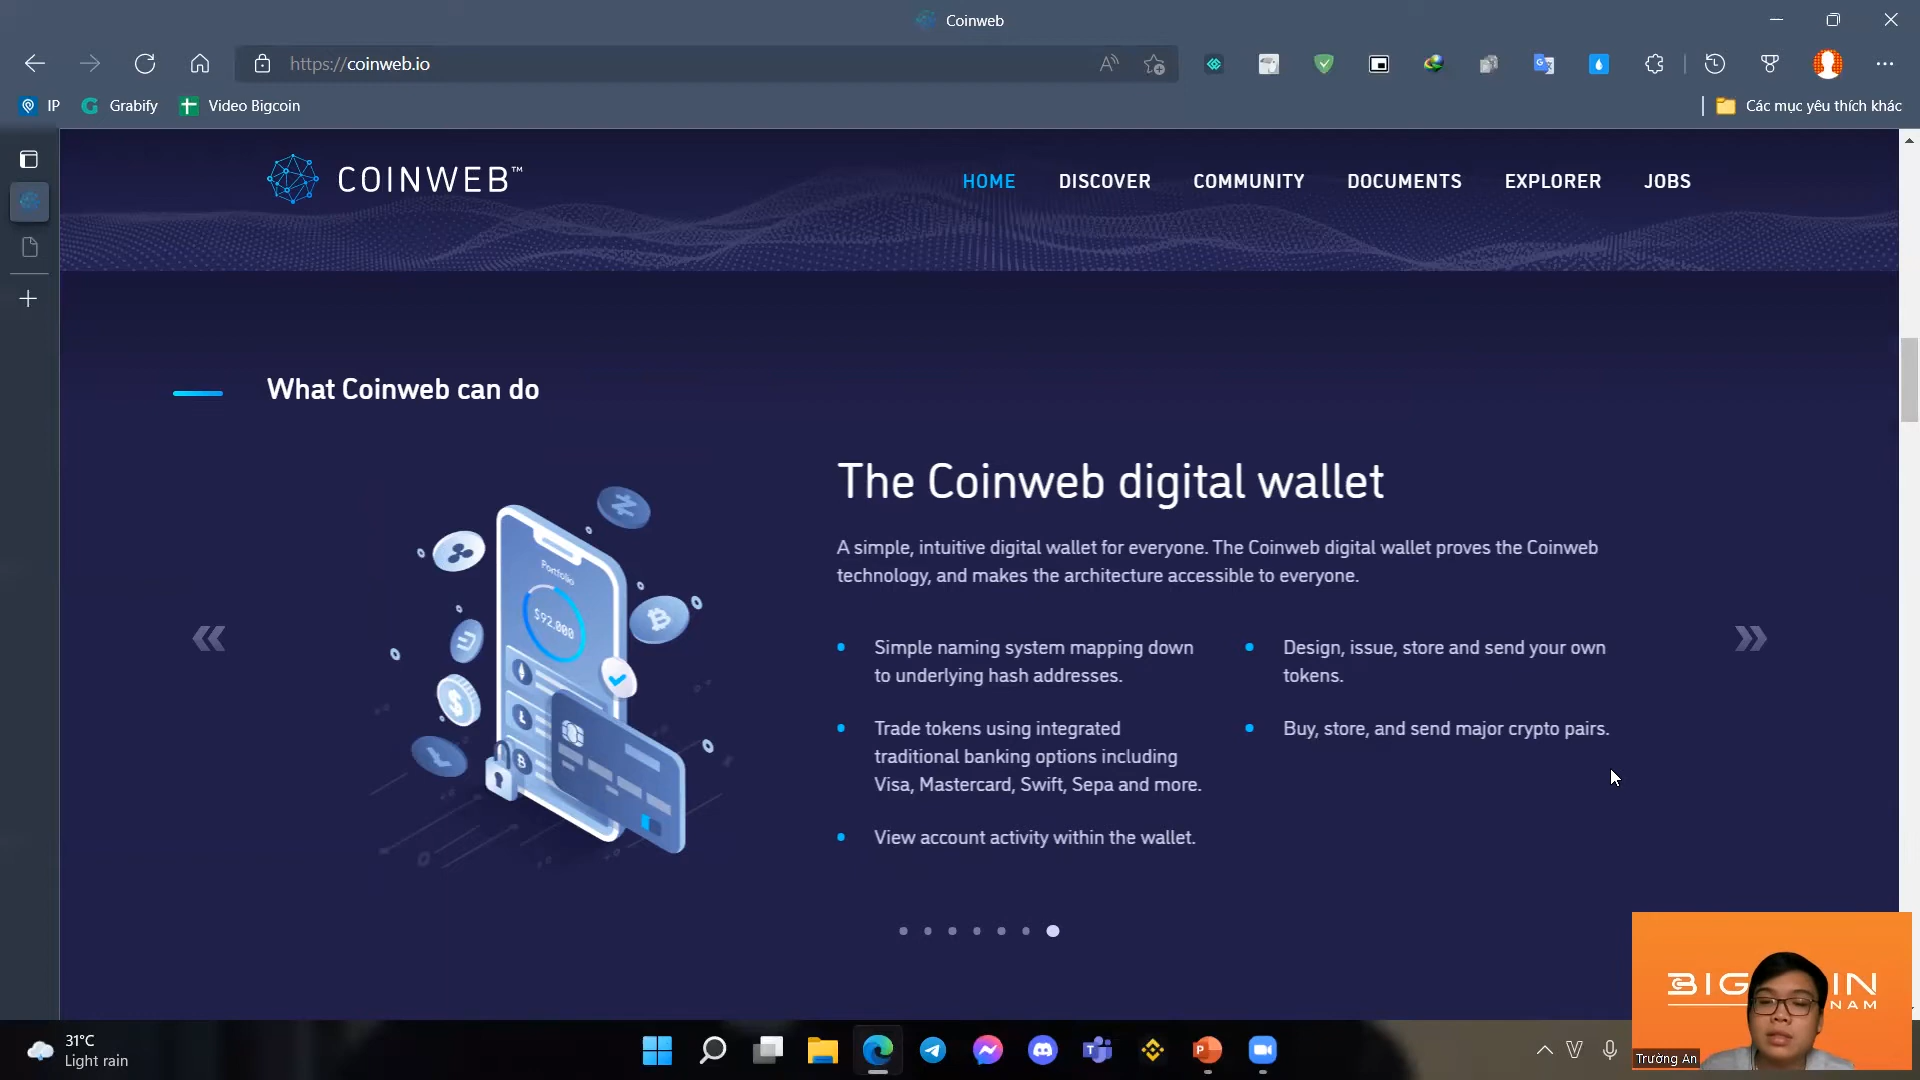 Coinweb
https://coinweb.io
IP
Grabify
Video Bigcoin
Các mục yêu thích khác
COINWEB™
HOME
DISCOVER
COMMUNITY
DOCUMENTS
EXPLORER
JOBS
What Coinweb can do
The Coinweb digital wallet
A simple, intuitive digital wallet for everyone. The Coinweb digital wallet proves the Coinweb
technology, and makes the architecture accessible to everyone.
Simple naming system mapping down
to underlying hash addresses.
Trade tokens using integrated
traditional banking options including
Visa, Mastercard, Swift, Sepa and more.
View account activity within the wallet.
Design, issue, store and send your own
tokens.
Buy, store, and send major crypto pairs.
Portfolio
$92.000
31°C
Light rain
Trường An